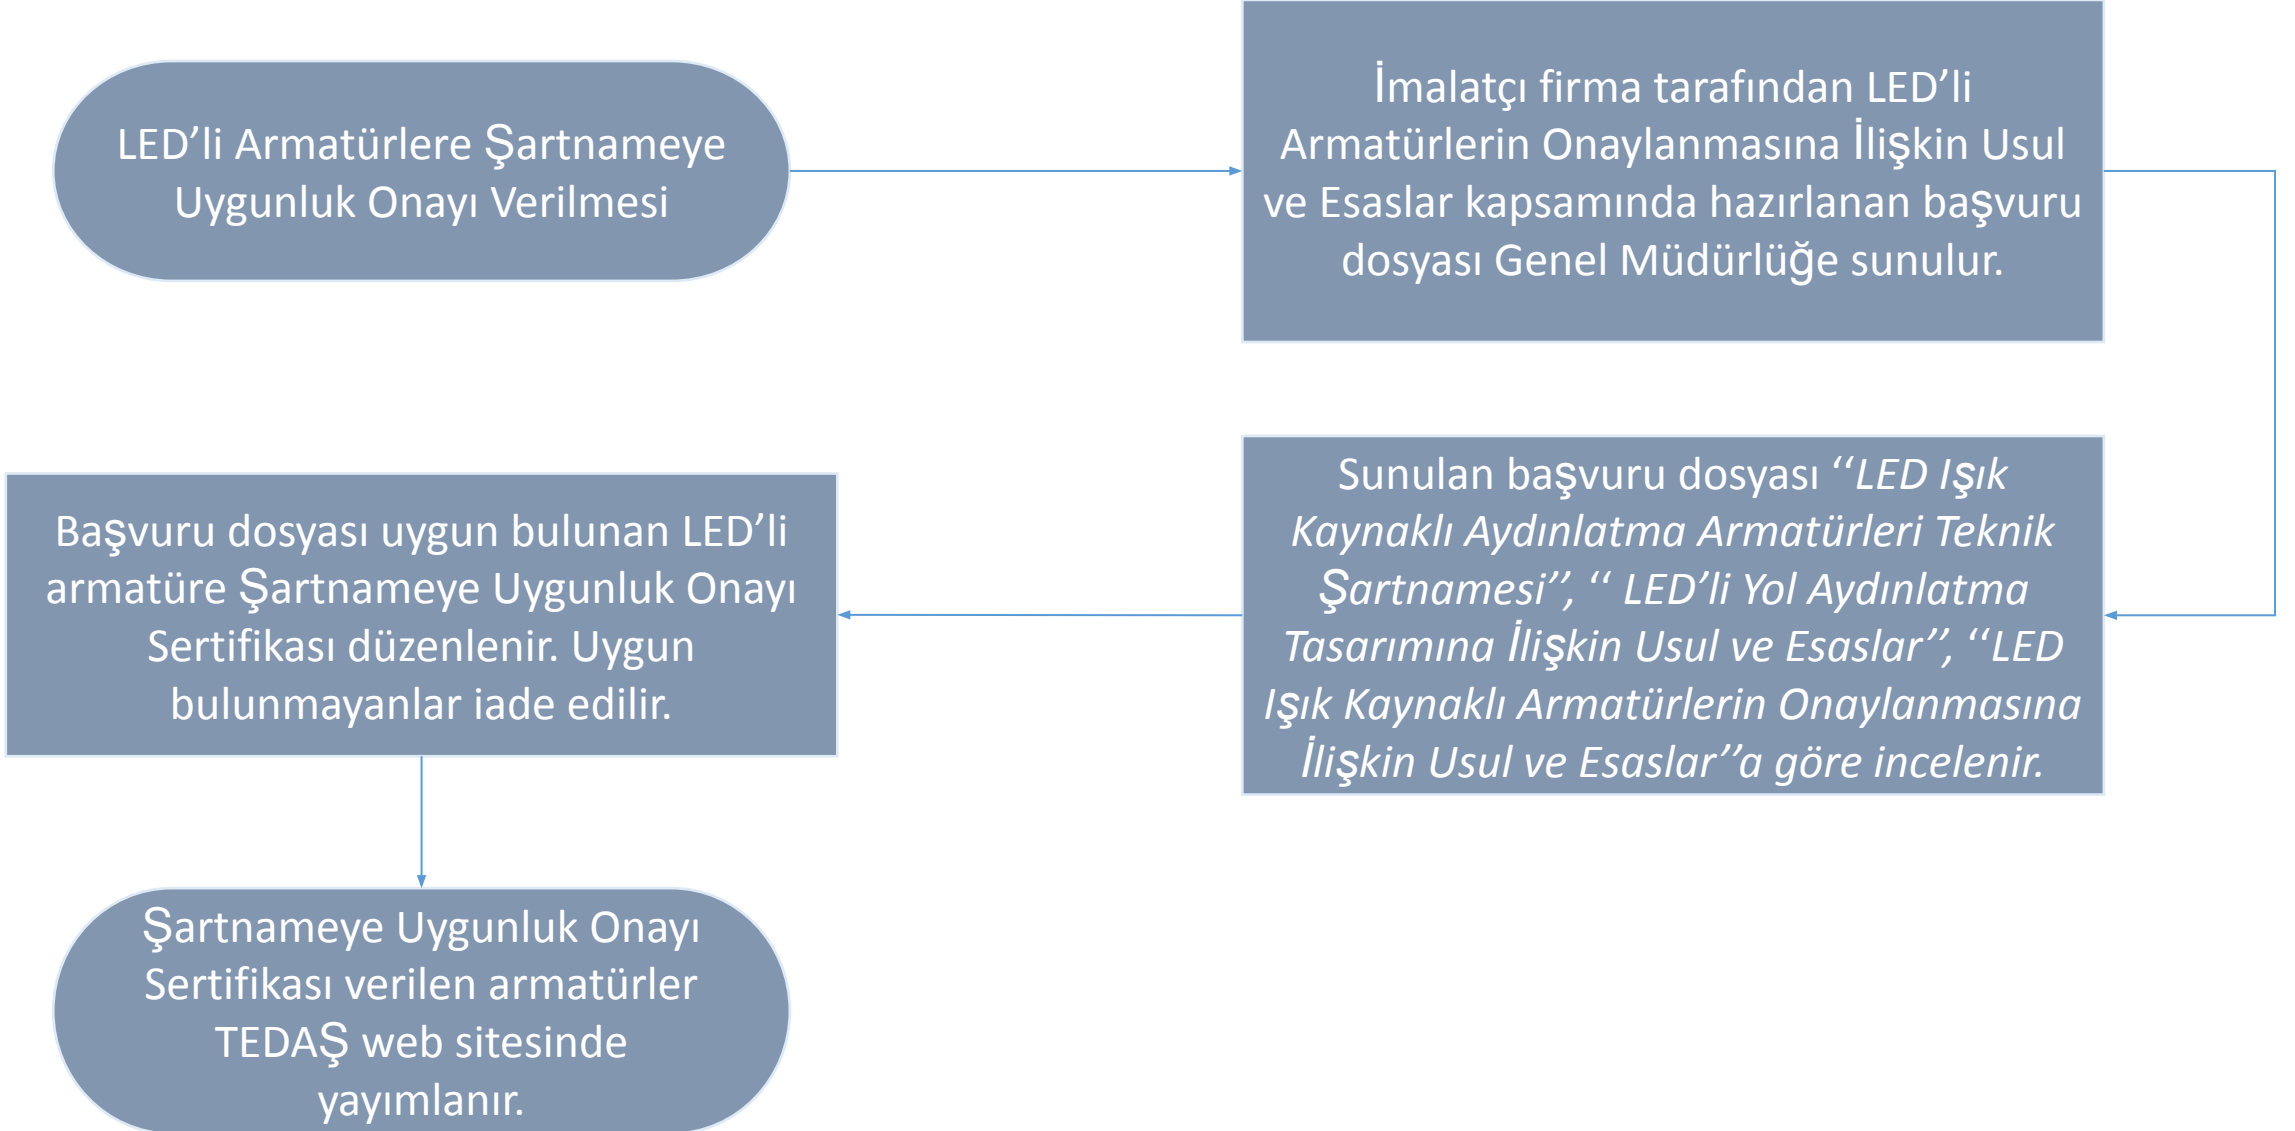 LED’li Armatürlere Şartnameye
Uygunluk Onayı Verilmesi
İmalatçı firma tarafından LED’li
Armatürlerin Onaylanmasına İlişkin Usul
ve Esaslar kapsamında hazırlanan başvuru
dosyası Genel Müdürlüğe sunulur.
Sunulan başvuru dosyası ‘‘LED Işık
Kaynaklı Aydınlatma Armatürleri Teknik
Şartnamesi’’, ‘‘ LED’li Yol Aydınlatma
Tasarımına İlişkin Usul ve Esaslar’’, ‘‘LED
Işık Kaynaklı Armatürlerin Onaylanmasına
İlişkin Usul ve Esaslar’’a göre incelenir.
Başvuru dosyası uygun bulunan LED’li
armatüre Şartnameye Uygunluk Onayı
Sertifikası düzenlenir. Uygun
bulunmayanlar iade edilir.
Şartnameye Uygunluk Onayı
Sertifikası verilen armatürler
TEDAŞ web sitesinde
yayımlanır.